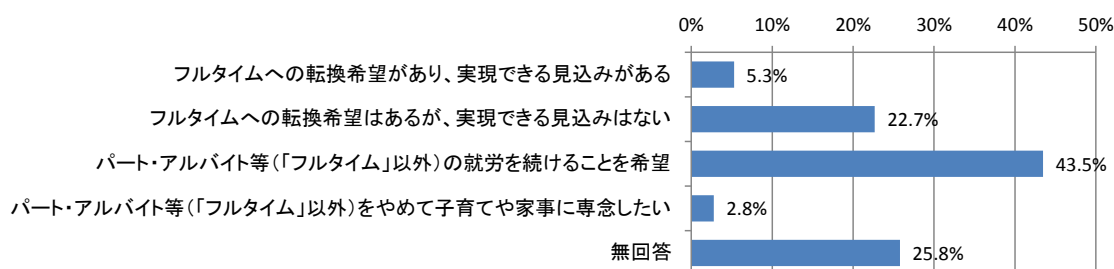 0% 10% 20% 30% 40% 50%
フルタイムへの転換希望があり、実現できる見込みがある 5.3%
フルタイムへの転換希望はあるが、実現できる見込みはない 22.7%
パート・アルバイト等(「フルタイム」以外)の就労を続けることを希望 43.5%
パート・アルバイト等(「フルタイム」以外)をやめて子育てや家事に専念したい 2.8%
無回答 25.8%